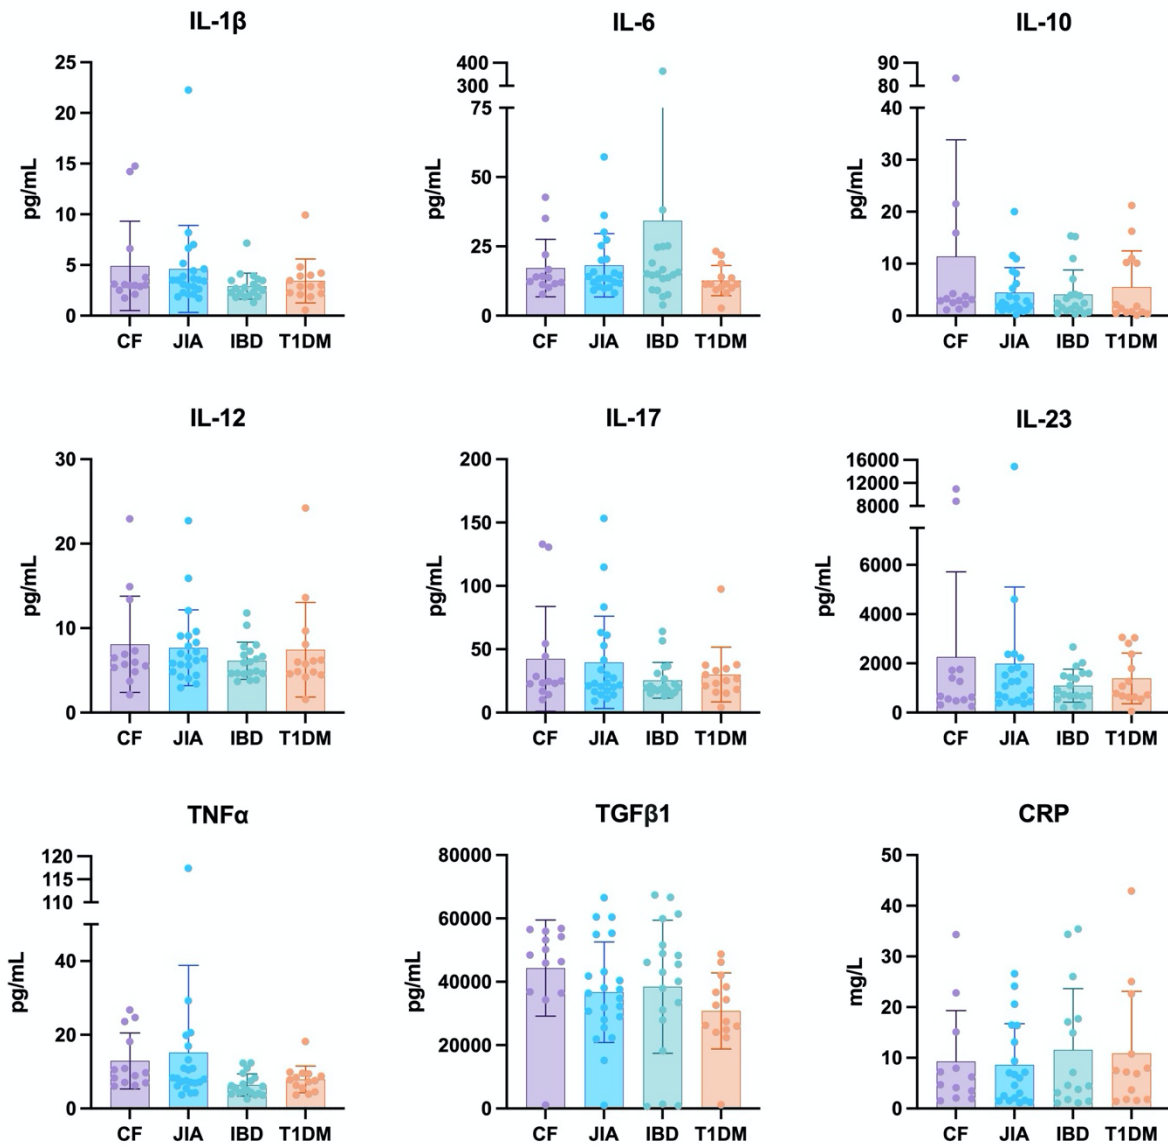 IL-1β IL-6 IL-10
25
20
15
10
5
0
pg/mL
CF JIA IBD T1DM
400
300
75
50
25
0
pg/mL
CF JIA IBD T1DM
90
80
40
30
20
10
0
pg/mL
CF JIA IBD T1DM
IL-12 IL-17 IL-23
30
20
10
0
pg/mL
CF JIA IBD T1DM
200
150
100
50
0
pg/mL
CF JIA IBD T1DM
16000
12000
8000
6000
4000
2000
0
pg/mL
CF JIA IBD T1DM
TNFα TGFβ1 CRP
120
115
110
40
20
0
pg/mL
CF JIA IBD T1DM
80000
60000
40000
20000
0
pg/mL
CF JIA IBD T1DM
50
40
30
20
10
0
mg/L
CF JIA IBD T1DM